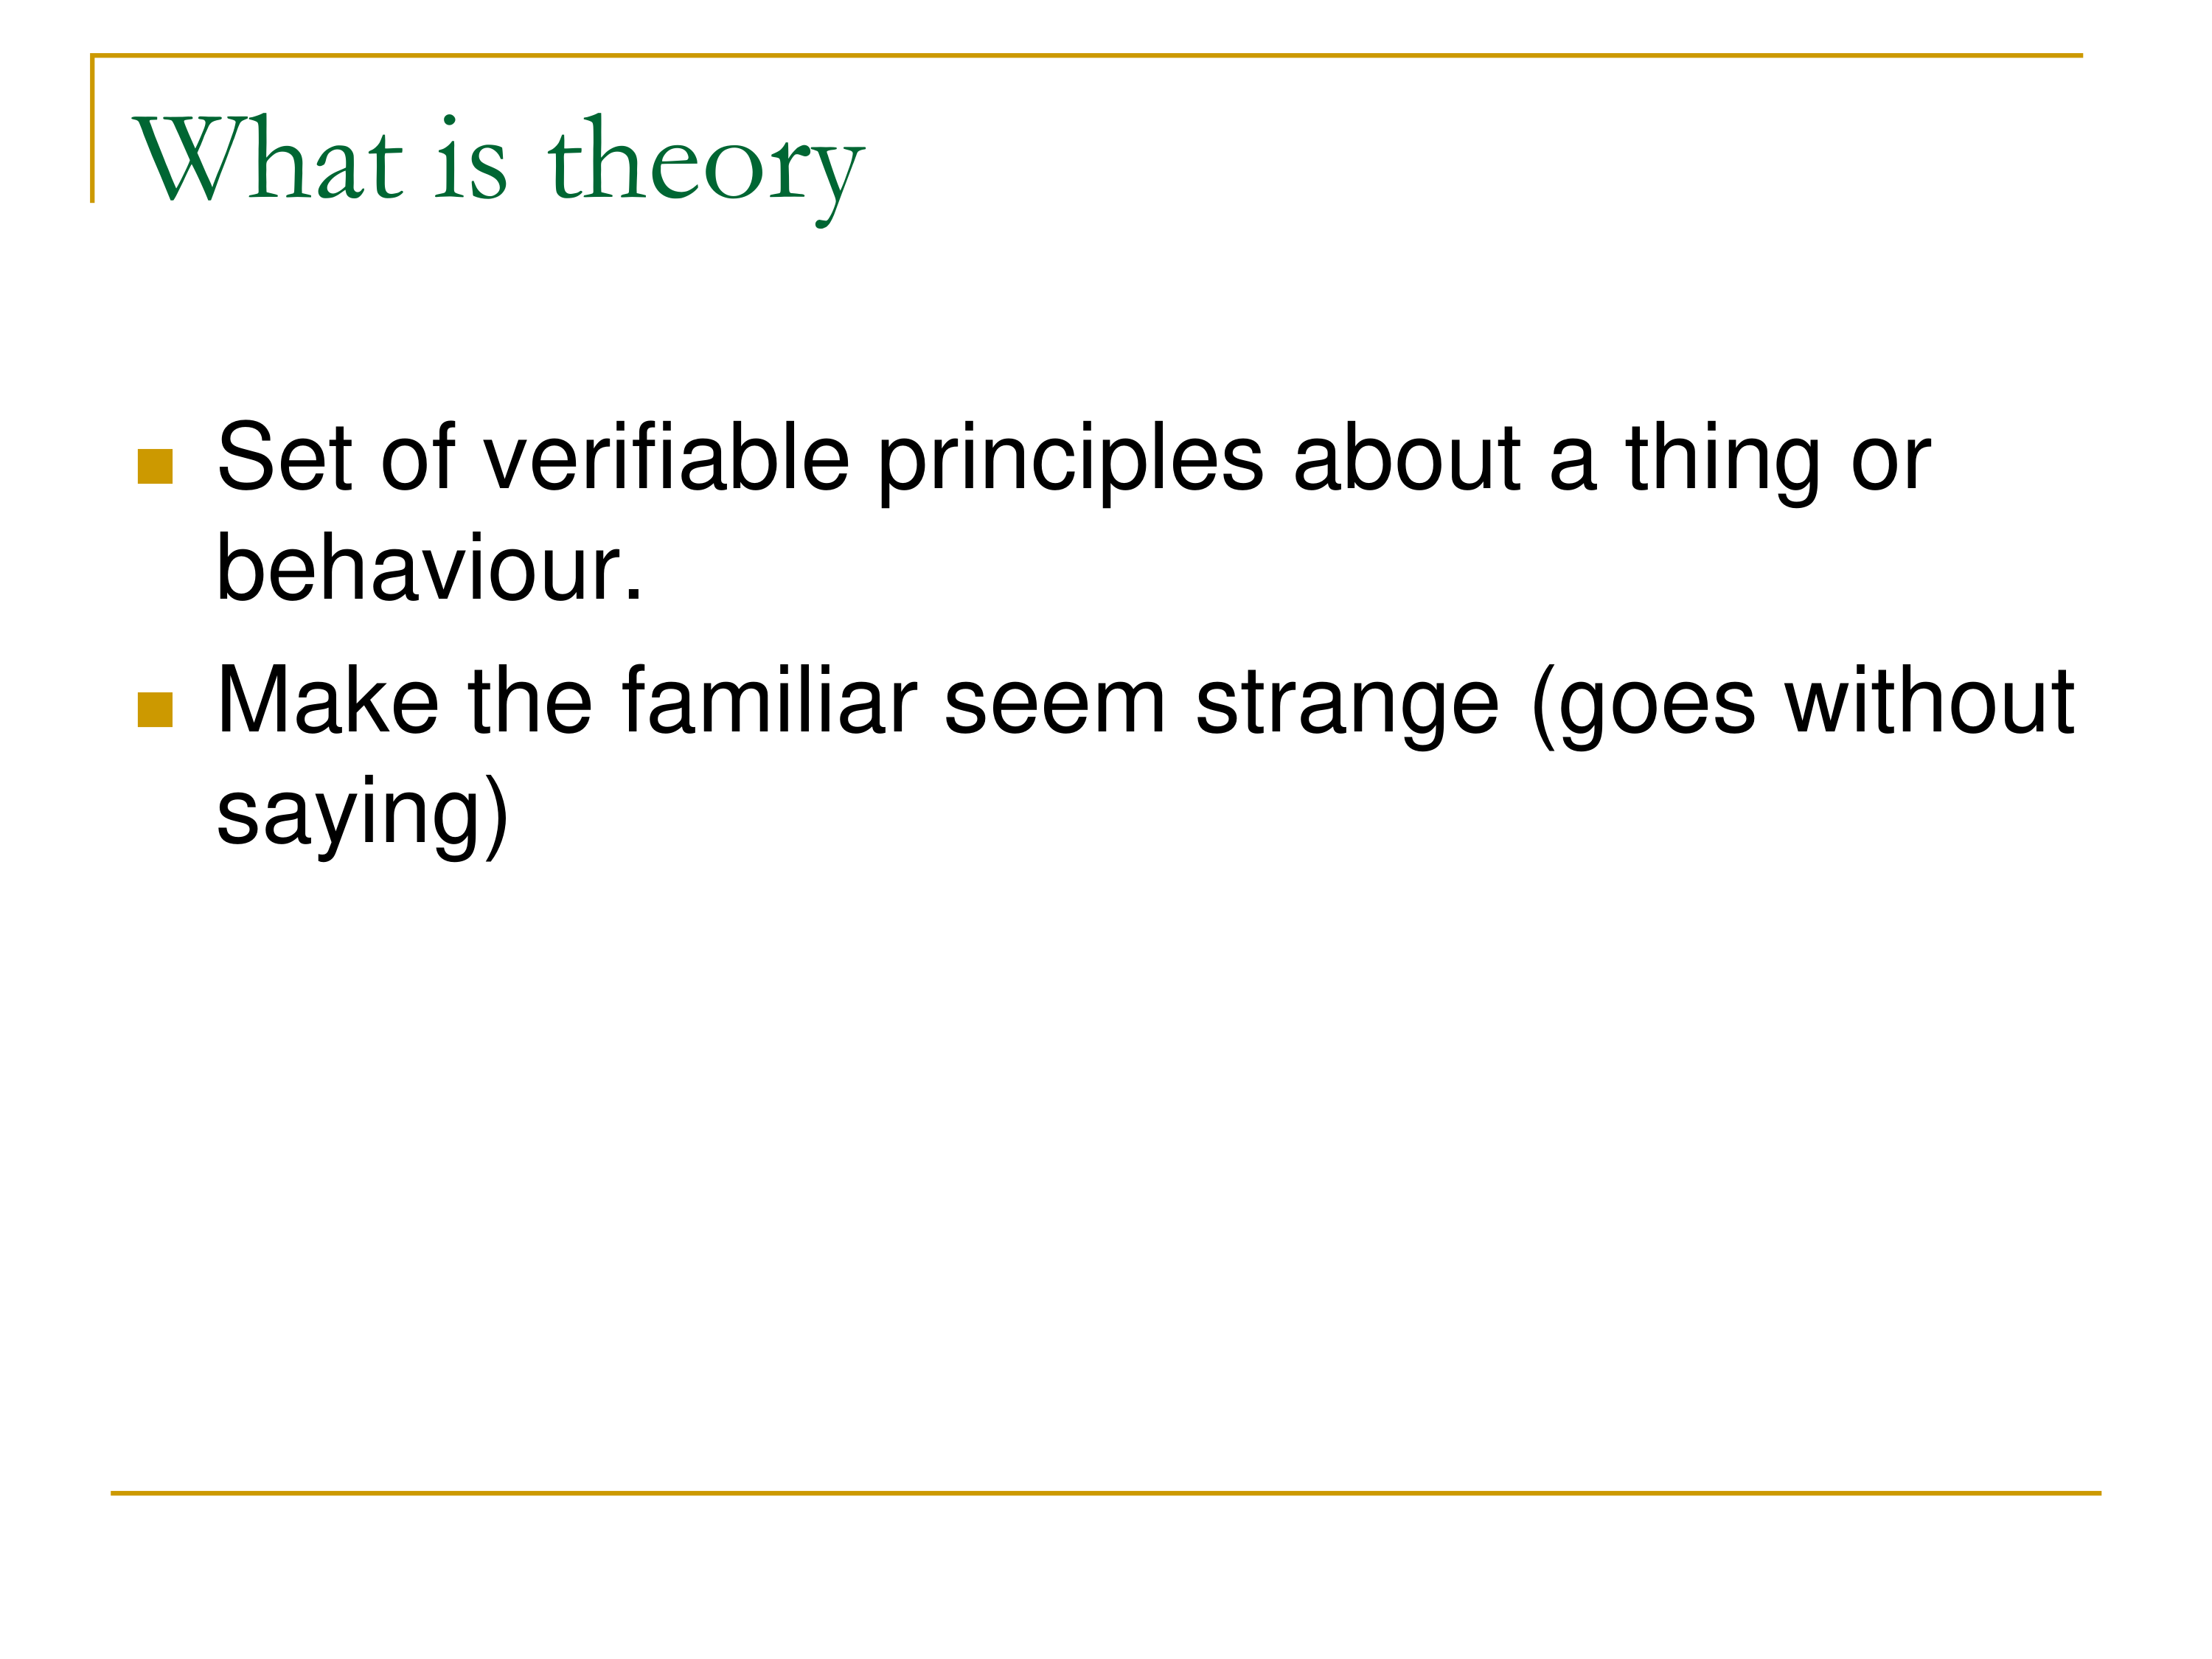 What is theory
Set of verifiable principles about a thing or
behaviour.
Make the familiar seem strange (goes without
saying)